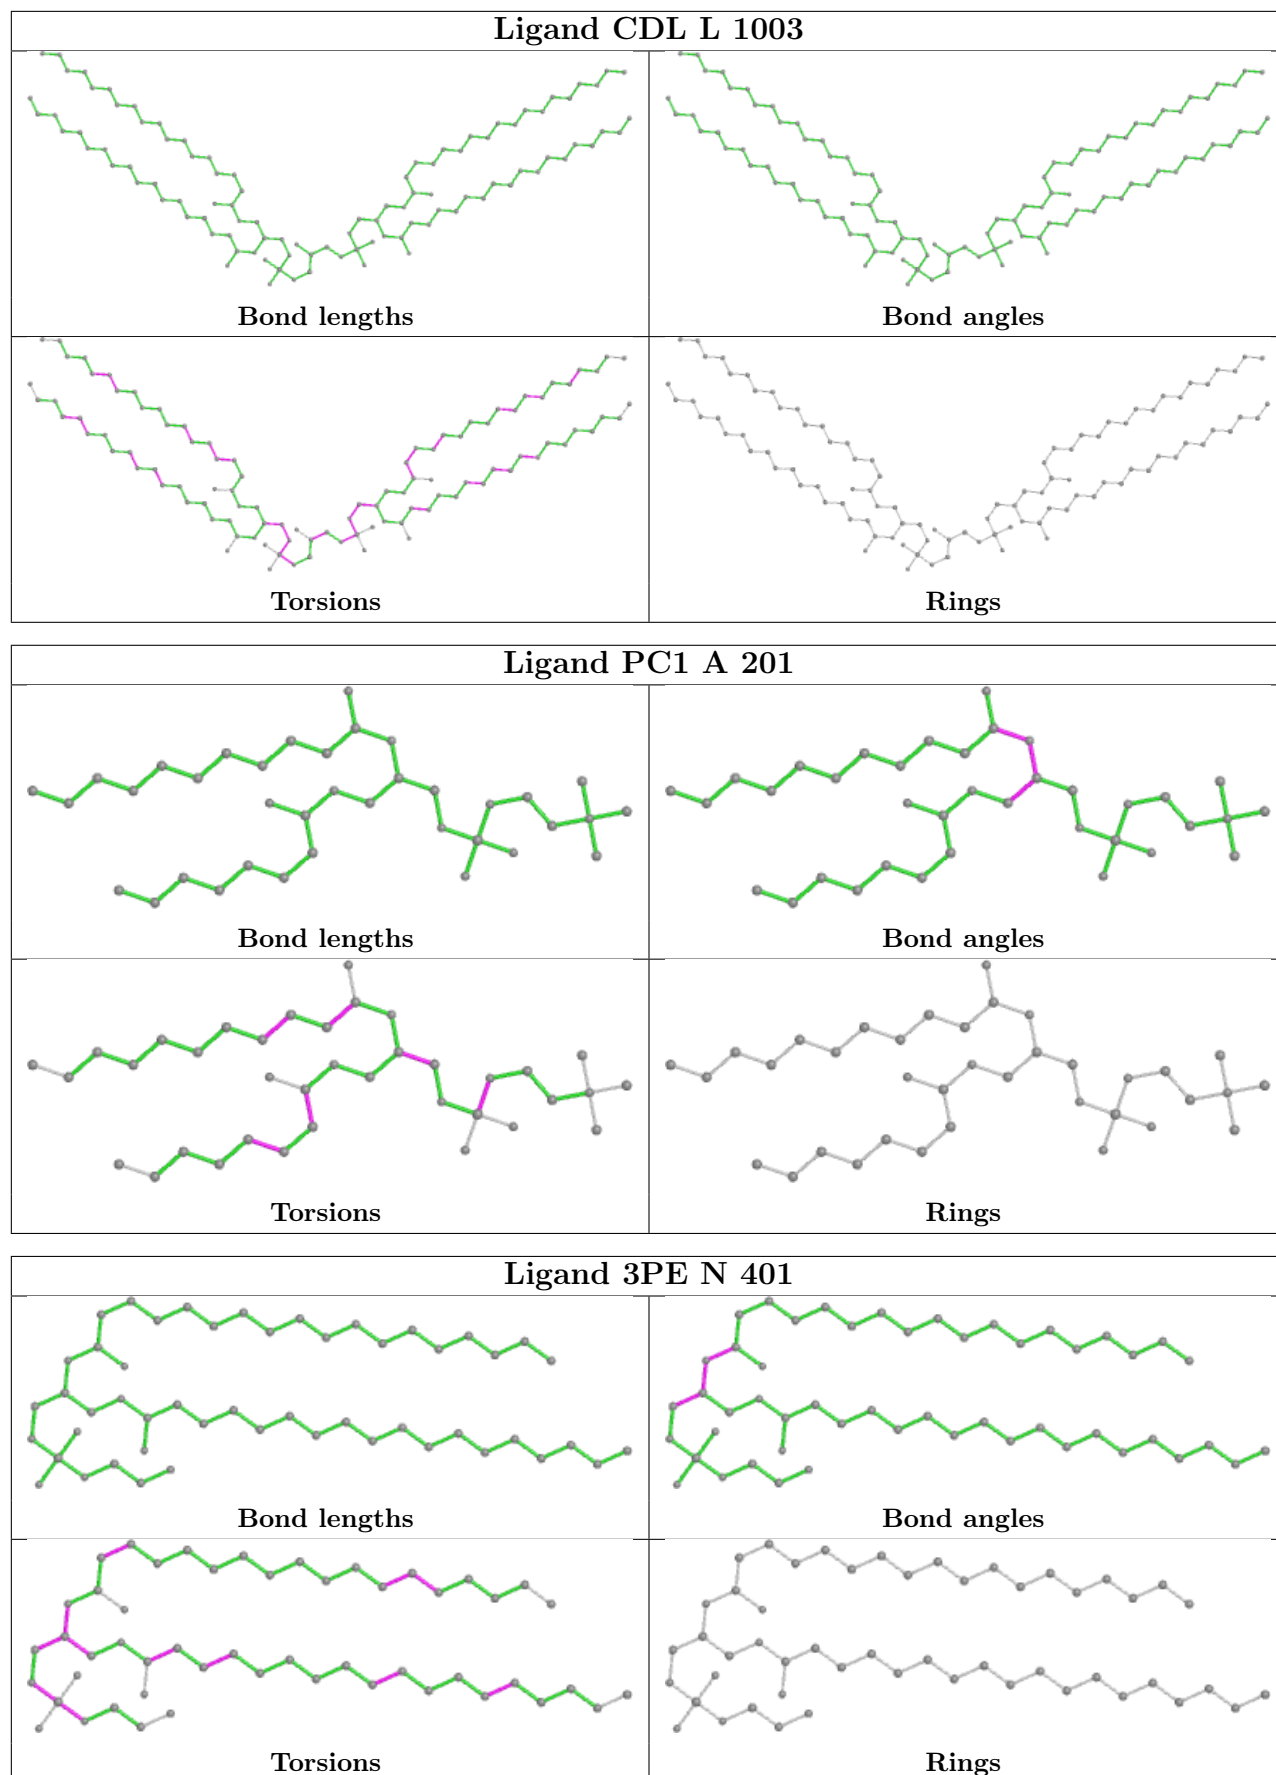 Ligand CDL L 1003
Bond lengths
Bond angles
Torsions
Rings
Ligand PC1 A 201
Bond lengths
Bond angles
Torsions
Rings
Ligand 3PE N 401
Bond lengths
Bond angles
Torsions
Rings